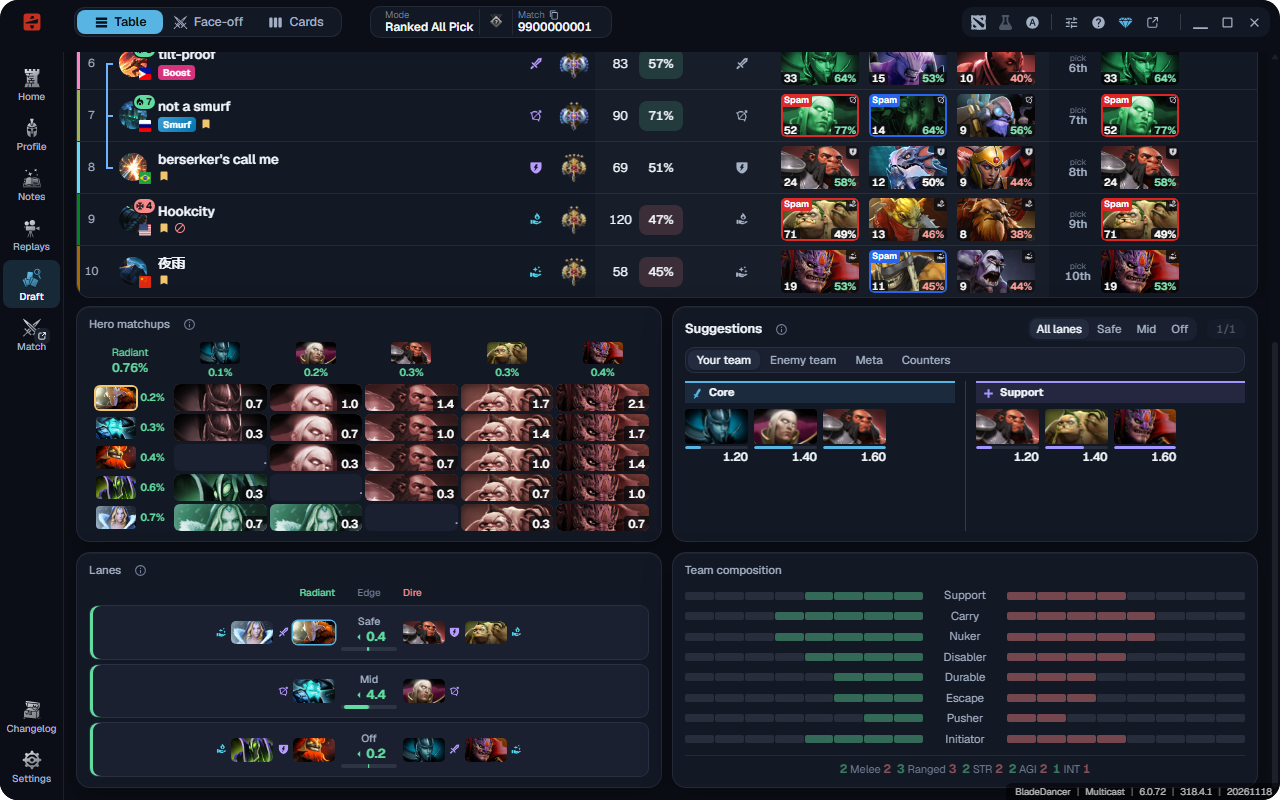 Table
Face-off
Cards
Mode
Ranked All Pick
Match
9900000001
Home
Profile
Notes
Replays
Draft
Match
Changelog
Settings
6 tilt-proof Boost 83 57% 33 64% 15 53% 10 40% pick 6th 33 64%
7 7 not a smurf Smurf 90 71% Spam 52 77% Spam 14 64% 9 56% pick 7th Spam 52 77%
8 berserker's call me 69 51% 24 58% 12 50% 9 44% pick 8th 24 58%
9 4 Hookcity 120 47% Spam 71 49% 13 46% 8 38% pick 9th Spam 71 49%
10 夜雨 58 45% 19 53% Spam 11 45% 9 44% pick 10th 19 53%
Hero matchups
Radiant
0.76%
0.1% 0.2% 0.3% 0.3% 0.4%
0.2% 0.7 1.0 1.4 1.7 2.1
0.3% 0.3 0.7 1.0 1.4 1.7
0.4% 0.3 0.7 1.0 1.4
0.6% 0.3 0.3 0.7 1.0
0.7% 0.7 0.3 0.3 0.7
Suggestions
All lanes Safe Mid Off 1/1
Your team Enemy team Meta Counters
Core
1.20 1.40 1.60
Support
1.20 1.40 1.60
Lanes
Radiant Edge Dire
Safe
0.4
Mid
4.4
Off
0.2
Team composition
Support
Carry
Nuker
Disabler
Durable
Escape
Pusher
Initiator
2 Melee 2 3 Ranged 3 2 STR 2 2 AGI 2 1 INT 1
BladeDancer | Multicast | 6.0.72 | 318.4.1 | 20261118